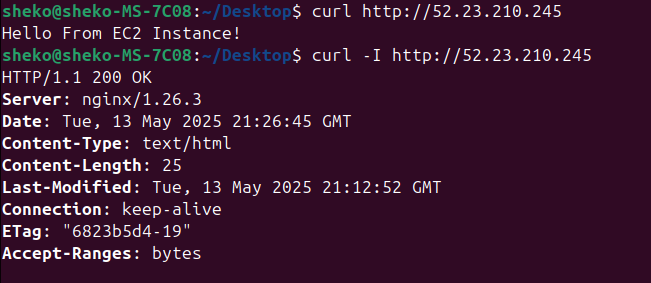 sheko@sheko-MS-7C08:~/Desktop$ curl http://52.23.210.245
Hello From EC2 Instance!
sheko@sheko-MS-7C08:~/Desktop$ curl -I http://52.23.210.245
HTTP/1.1 200 OK
Server: nginx/1.26.3
Date: Tue, 13 May 2025 21:26:45 GMT
Content-Type: text/html
Content-Length: 25
Last-Modified: Tue, 13 May 2025 21:12:52 GMT
Connection: keep-alive
ETag: "6823b5d4-19"
Accept-Ranges: bytes